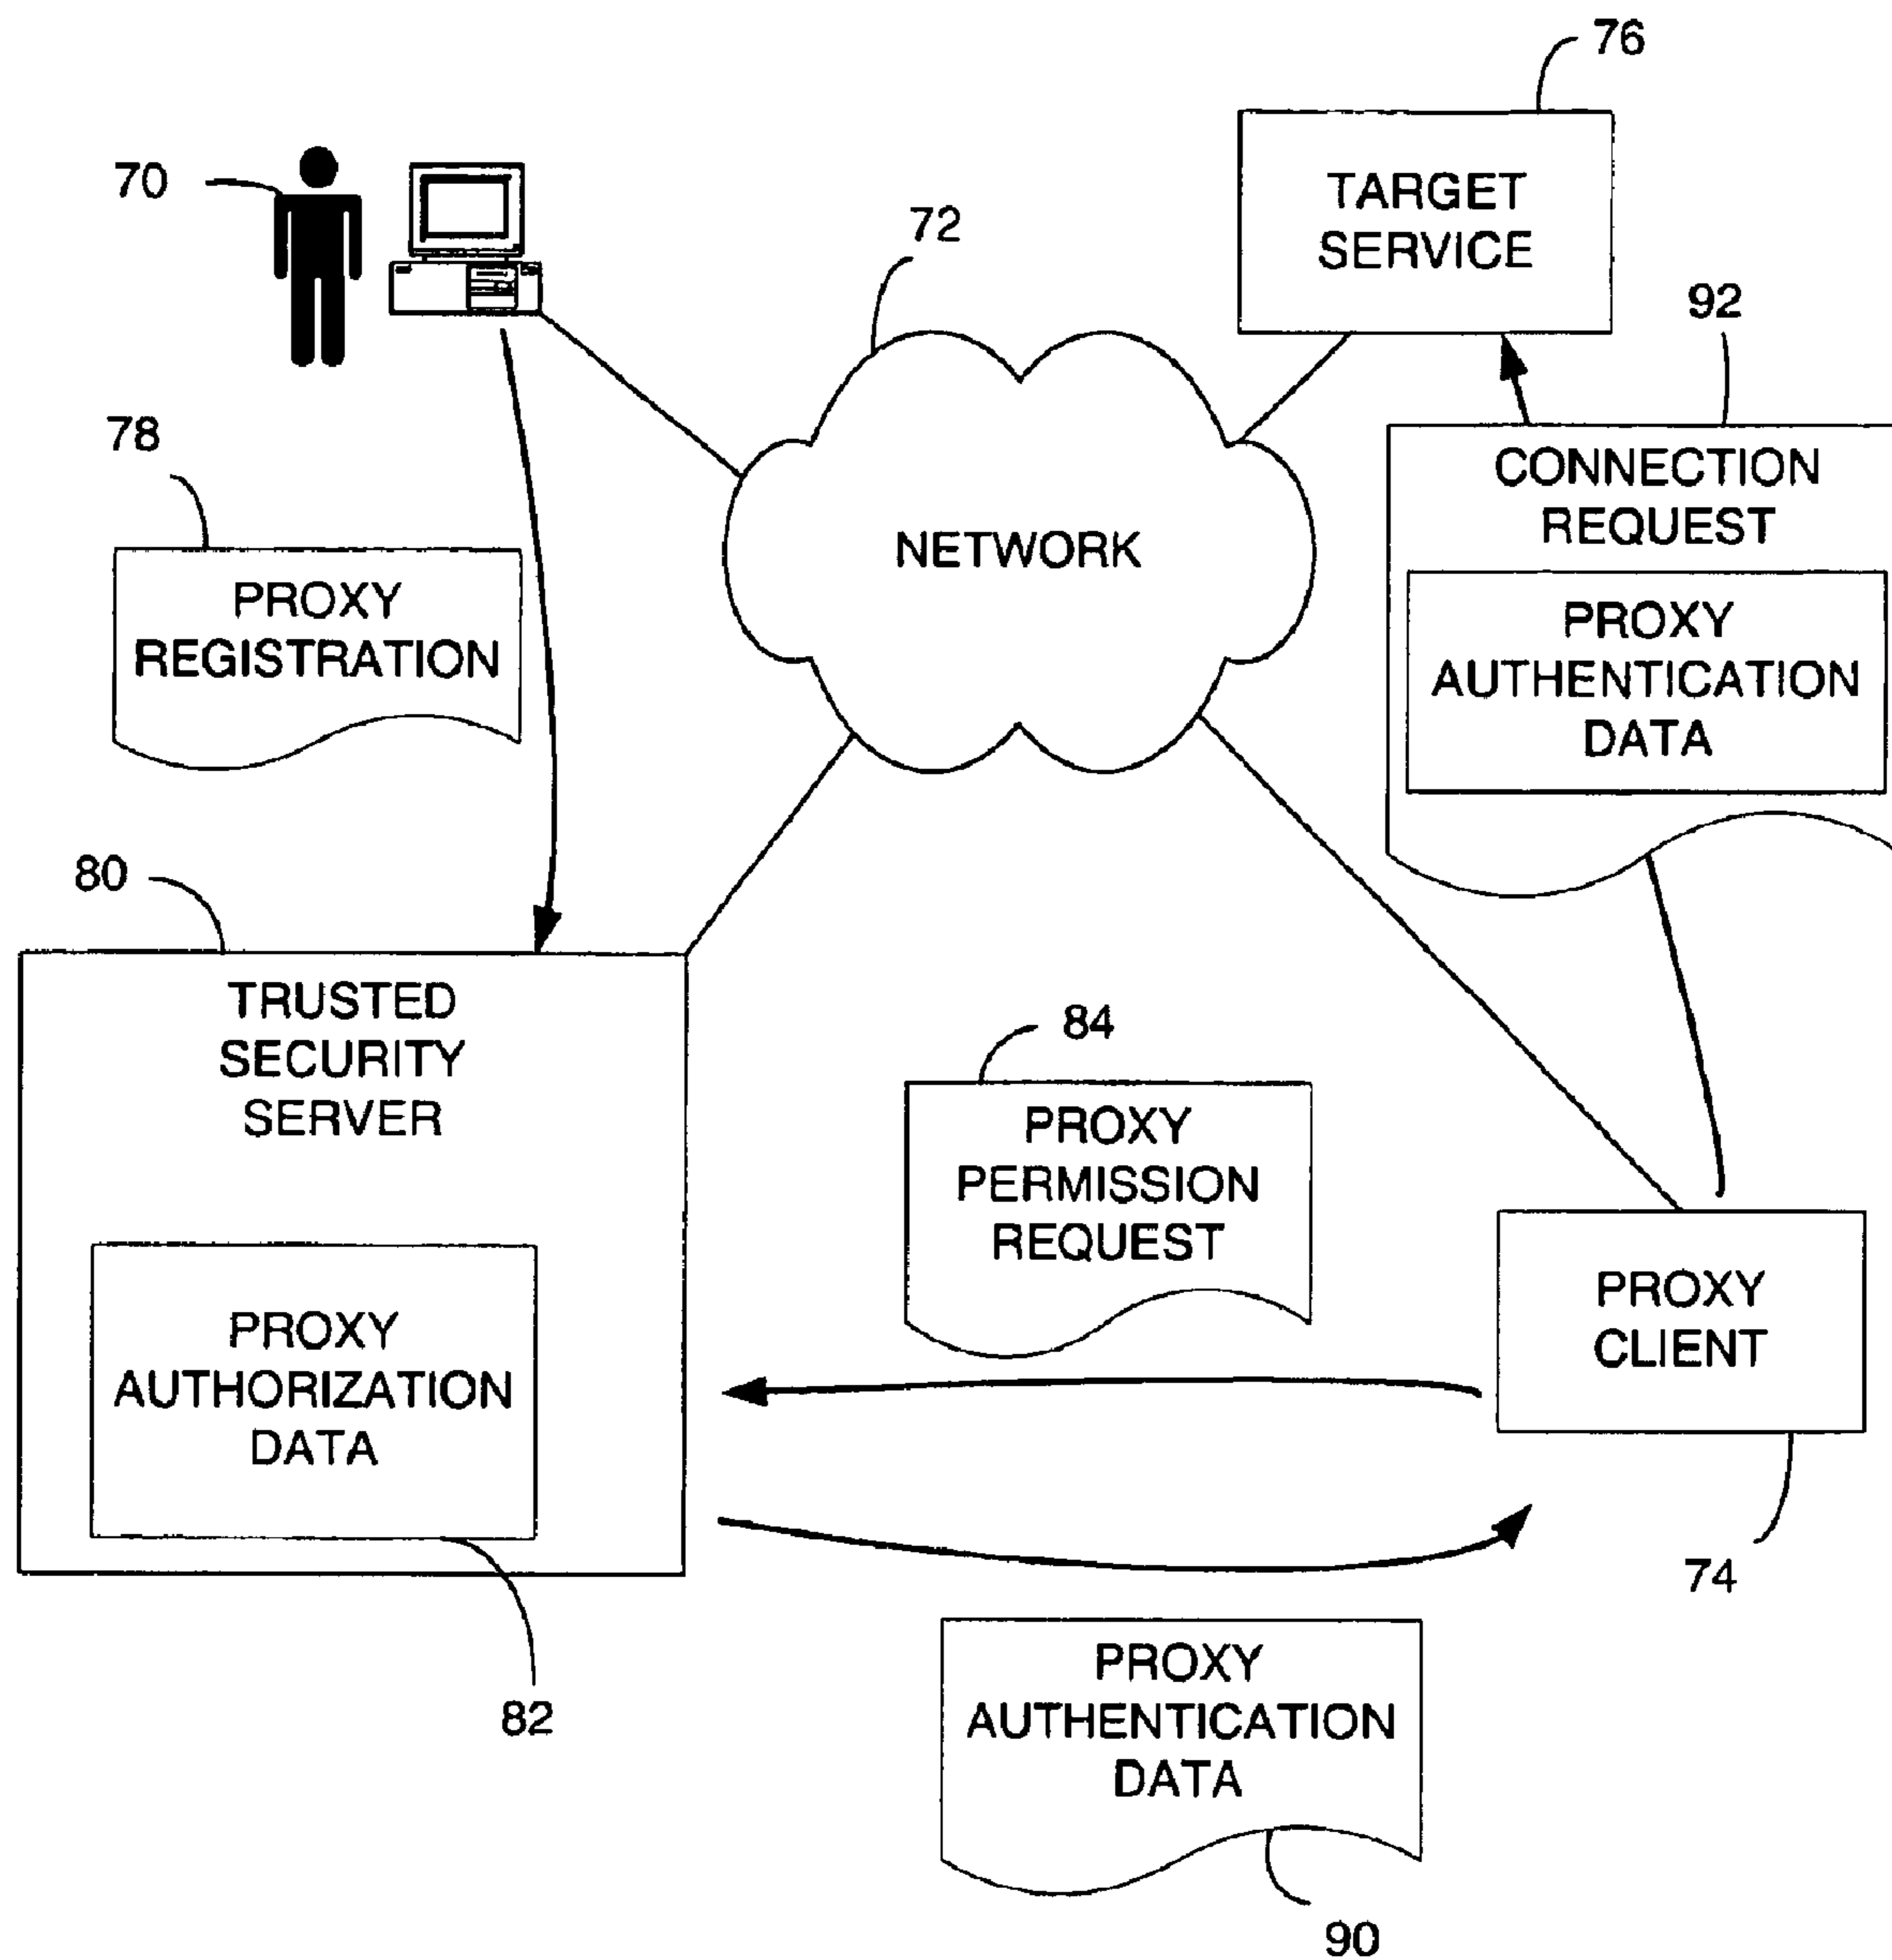 76
70
TARGET
SERVICE
72
92
78
CONNECTION
REQUEST
NETWORK
PROXY
REGISTRATION
PROXY
AUTHENTICATION
DATA
80
TRUSTED
SECURITY
SERVER
84
PROXY
PERMISSION
REQUEST
PROXY
CLIENT
PROXY
AUTHORIZATION
DATA
74
82
PROXY
AUTHENTICATION
DATA
90